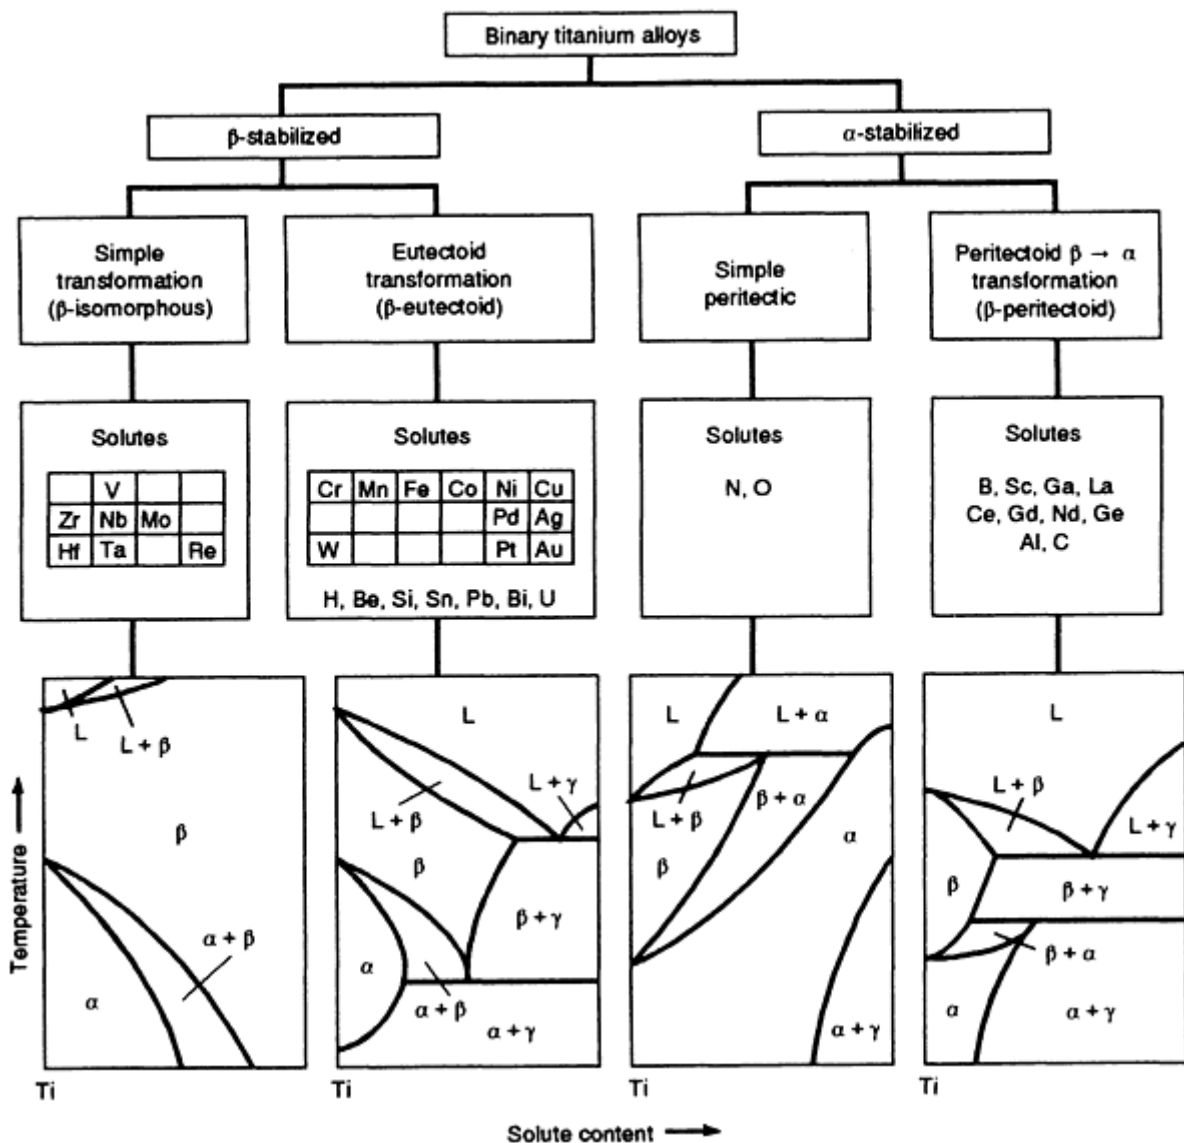 Binary titanium alloys
β-stabilized
α-stabilized
Simple
transformation
(β-isomorphous)
Eutectoid
transformation
(β-eutectoid)
Simple
peritectic
Peritectoid β → α
transformation
(β-peritectoid)
Solutes
V
Zr Nb Mo
Hf Ta Re
Solutes
Cr Mn Fe Co Ni Cu
Pd Ag
W Pt Au
H, Be, Si, Sn, Pb, Bi, U
Solutes
N, O
Solutes
B, Sc, Ga, La
Ce, Gd, Nd, Ge
Al, C
Temperature
L
L + β
β
α + β
α
Ti
L
L + γ
L + β
β
β + γ
α
α + β
α + γ
Ti
L
L + α
L + β
β + α
β
α
α + γ
Ti
L
L + β
L + γ
β
β + γ
β + α
α
α + γ
Ti
Solute content